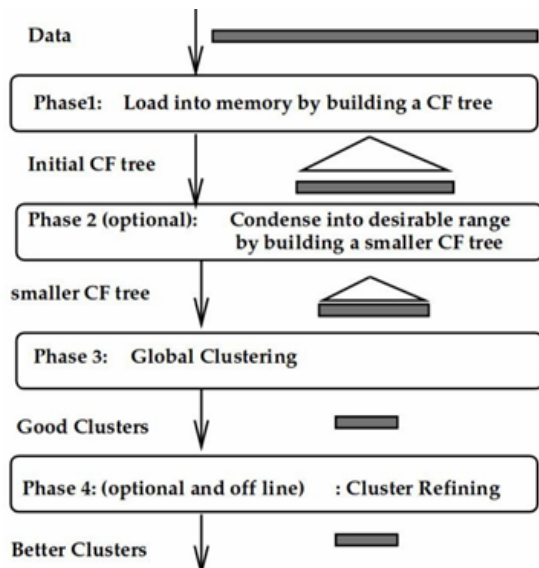 Data
Phase1: Load into memory by building a CF tree
Initial CF tree
Phase 2 (optional): Condense into desirable range
by building a smaller CF tree
smaller CF tree
Phase 3: Global Clustering
Good Clusters
Phase 4: (optional and off line) : Cluster Refining
Better Clusters